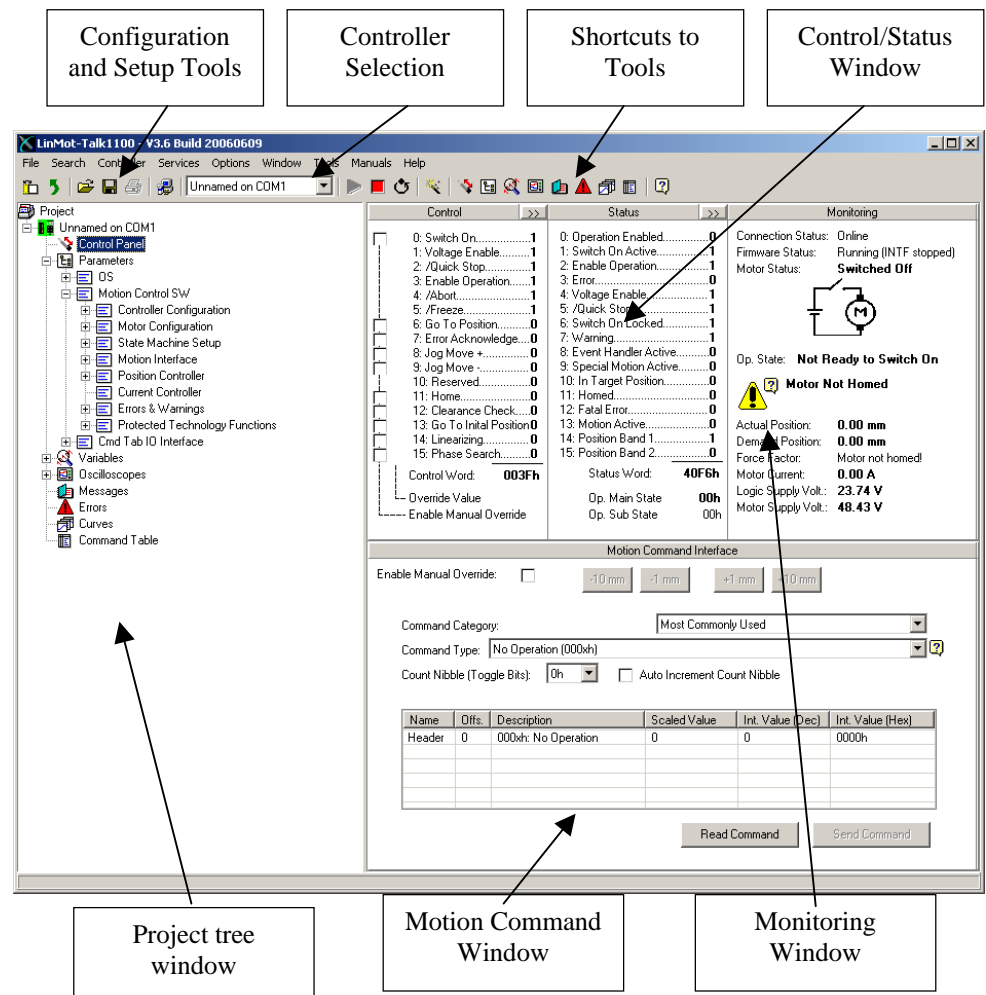 Configuration
and Setup Tools
Controller
Selection
Shortcuts to
Tools
Control/Status
Window
LinMot-Talk1100 - V3.6 Build 20060609
File Search Controller Services Options Window Tools Manuals Help
Unnamed on COM1
Project
Unnamed on COM1
Control Panel
Parameters
OS
Motion Control SW
Controller Configuration
Motor Configuration
State Machine Setup
Motion Interface
Position Controller
Current Controller
Errors & Warnings
Protected Technology Functions
Cmd Tab IO Interface
Variables
Oscilloscopes
Messages
Errors
Curves
Command Table
Control >>
0: Switch On...............1
1: Voltage Enable.........1
2: /Quick Stop.............1
3: Enable Operation......1
4: /Abort....................1
5: /Freeze..................1
6: Go To Position.........0
7: Error Acknowledge...0
8: Jog Move +............0
9: Jog Move -.............0
10: Reserved..............0
11: Home...................0
12: Clearance Check....0
13: Go To Inital Position0
14: Linearizing.............0
15: Phase Search........0
Control Word: 003Fh
Override Value
Enable Manual Override
Status >>
0: Operation Enabled.........0
1: Switch On Active...........1
2: Enable Operation...........1
3: Error............................0
4: Voltage Enable..............1
5: /Quick Stop..................1
6: Switch On Locked..........1
7: Warning.......................1
8: Event Handler Active......0
9: Special Motion Active.....0
10: In Target Position.........0
11: Homed.......................0
12: Fatal Error...................0
13: Motion Active..............0
14: Position Band 1...........1
15: Position Band 2...........0
Status Word: 40F6h
Op. Main State 00h
Op. Sub State 00h
Monitoring
Connection Status: Online
Firmware Status: Running (INTF stopped)
Motor Status: Switched Off
M
Op. State: Not Ready to Switch On
Motor Not Homed
Actual Position: 0.00 mm
Demand Position: 0.00 mm
Force Factor: Motor not homed!
Motor Current: 0.00 A
Logic Supply Volt.: 23.74 V
Motor Supply Volt.: 48.43 V
Motion Command Interface
Enable Manual Override: -10 mm -1 mm +1 mm +10 mm
Command Category: Most Commonly Used
Command Type: No Operation (000xh)
Count Nibble (Toggle Bits): 0h Auto Increment Count Nibble
Name Offs. Description Scaled Value Int. Value (Dec) Int. Value (Hex)
Header 0 000xh: No Operation 0 0 0000h
Read Command Send Command
Project tree
window
Motion Command
Window
Monitoring
Window